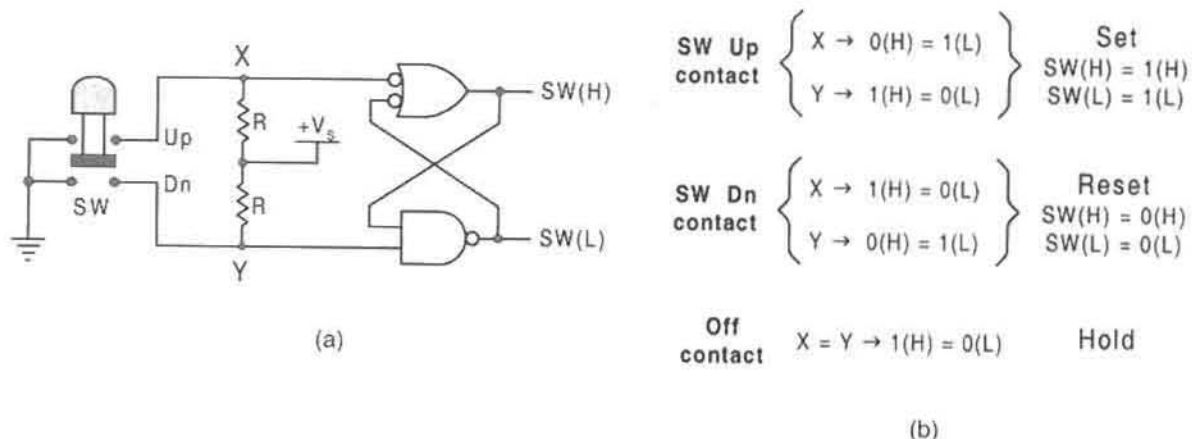 X
Up
R
+Vs
SW(H)
Dn
SW
R
SW(L)
Y
(a)
SW Up contact { X → 0(H) = 1(L)
Y → 1(H) = 0(L) }
Set
SW(H) = 1(H)
SW(L) = 1(L)
SW Dn contact { X → 1(H) = 0(L)
Y → 0(H) = 1(L) }
Reset
SW(H) = 0(H)
SW(L) = 0(L)
Off
contact
X = Y → 1(H) = 0(L)
Hold
(b)